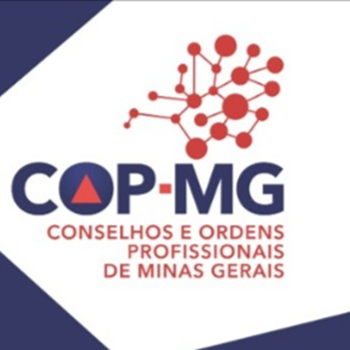 COP-MG
CONSELHOS E ORDENS
PROFISSIONAIS
DE MINAS GERAIS